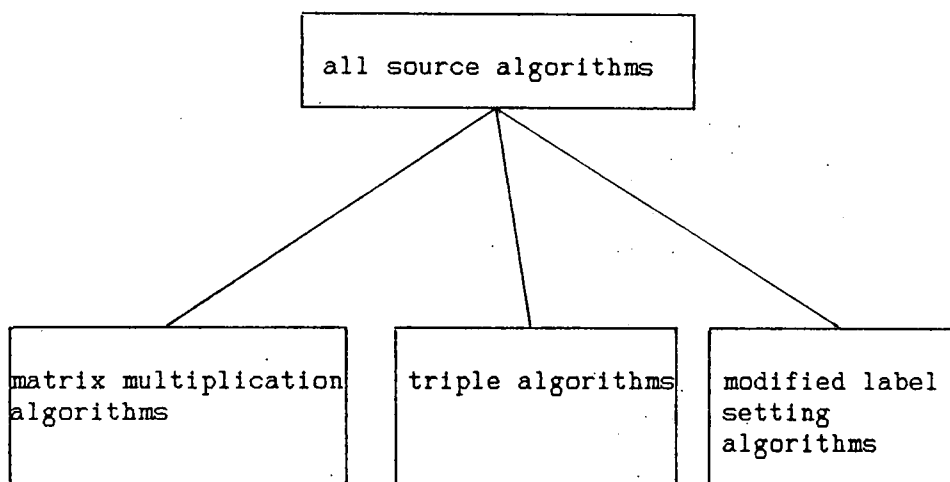 all source algorithms
matrix multiplication
algorithms
triple algorithms
modified label
setting
algorithms